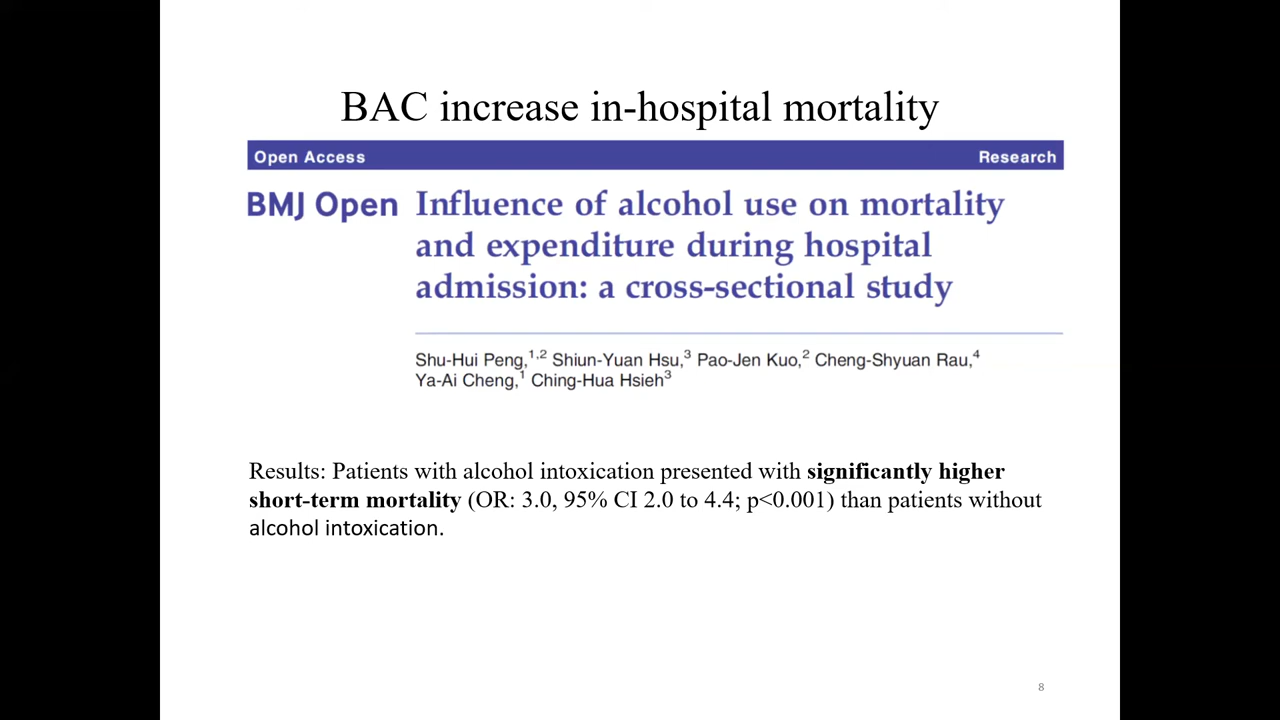 BAC increase in-hospital mortality
Open Access Research
BMJ Open Influence of alcohol use on mortality
and expenditure during hospital
admission: a cross-sectional study
Shu-Hui Peng,1,2 Shiun-Yuan Hsu,3 Pao-Jen Kuo,2 Cheng-Shyuan Rau,4
Ya-Ai Cheng,1 Ching-Hua Hsieh3
Results: Patients with alcohol intoxication presented with significantly higher
short-term mortality (OR: 3.0, 95% CI 2.0 to 4.4; p<0.001) than patients without
alcohol intoxication.
8